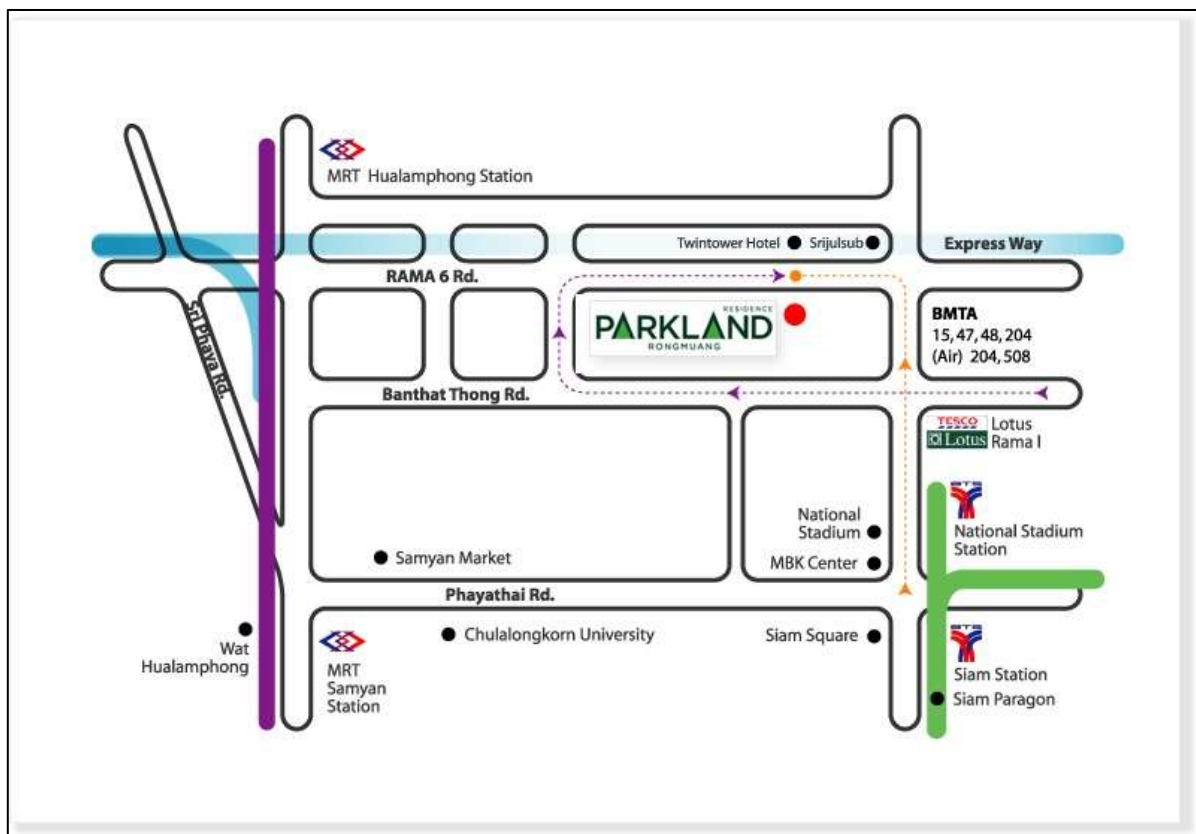 MRT Hualamphong Station
Twintower Hotel
Srijulsub
Express Way
RAMA 6 Rd.
Sri Phaya Rd.
RESIDENCE
PARKLAND
RONGMUANG
BMTA
15, 47, 48, 204
(Air) 204, 508
Banthat Thong Rd.
TESCO
Lotus
Lotus
Rama I
BTS
National
Stadium
National Stadium
Station
Samyan Market
MBK Center
Phayathai Rd.
Wat
Hualamphong
Chulalongkorn University
Siam Square
BTS
MRT
Samyan
Station
Siam Station
Siam Paragon